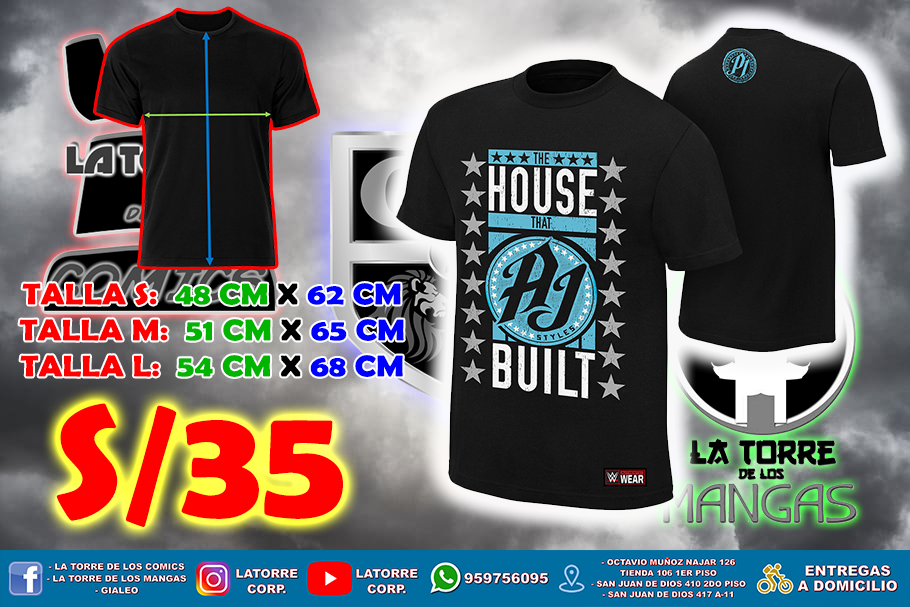 LA TO
D
COMICS
TALLA S: 48 CM X 62 CM
TALLA M: 51 CM X 65 CM
TALLA L: 54 CM X 68 CM
S/35
THE
HOUSE
THAT
AJ
STYLES
BUILT
W WEAR
AJ
LA TORRE
DE LOS
MANGAS
- LA TORRE DE LOS COMICS
- LA TORRE DE LOS MANGAS
- GIALEO
LATORRE
CORP.
LATORRE
CORP.
959756095
- OCTAVIO MUÑOZ NAJAR 126
TIENDA 106 1ER PISO
- SAN JUAN DE DIOS 410 2DO PISO
- SAN JUAN DE DIOS 417 A-11
ENTREGAS
A DOMICILIO